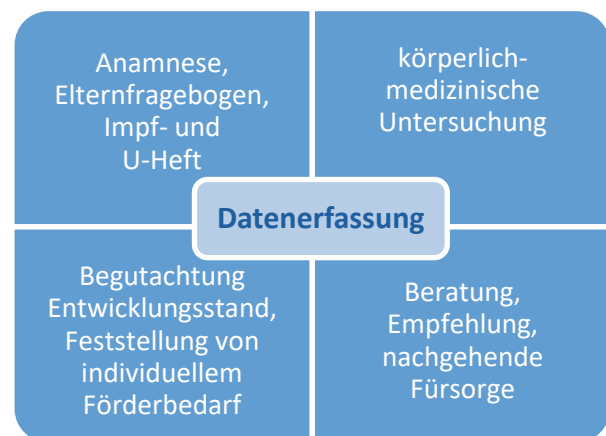 Anamnese,
Elternfragebogen,
Impf- und
U-Heft
körperlich-
medizinische
Untersuchung
Datenerfassung
Begutachtung
Entwicklungsstand,
Feststellung von
individuellem
Förderbedarf
Beratung,
Empfehlung,
nachgehende
Fürsorge